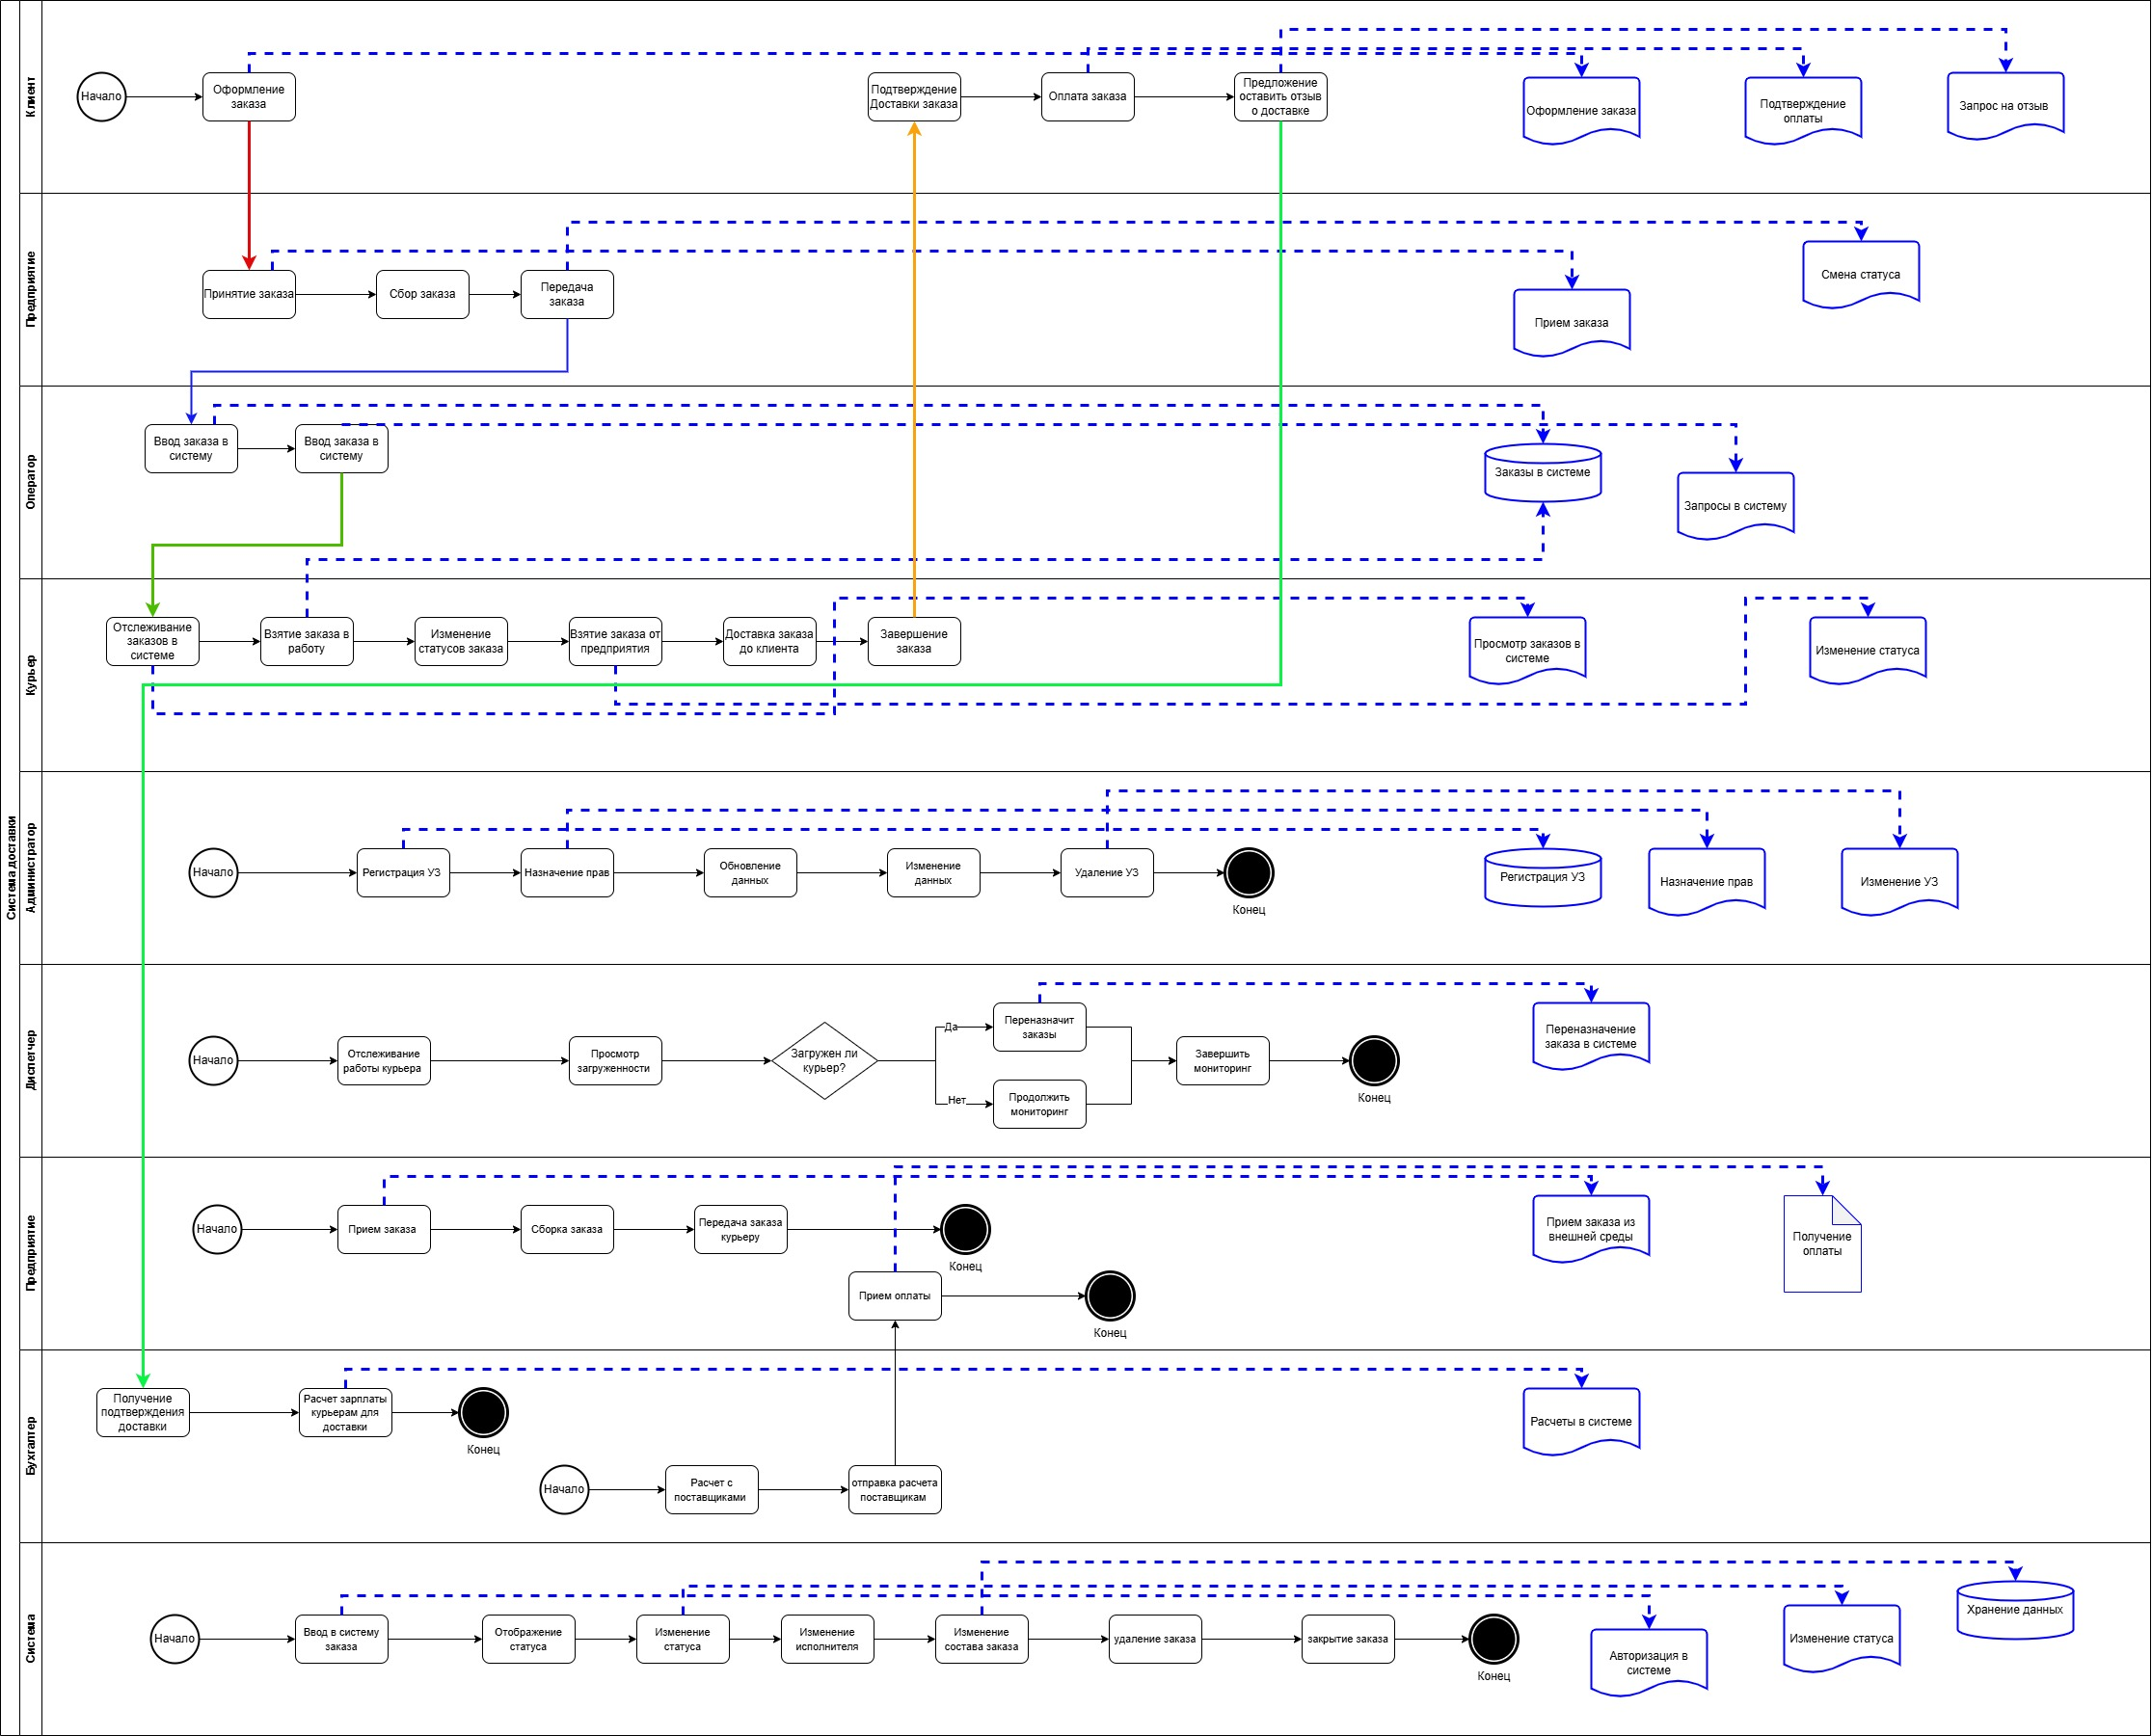 Система доставки
Клиент
Начало
Оформление
заказа
Подтверждение
Доставки заказа
Оплата заказа
Предложение
оставить отзыв
о доставке
Оформление заказа
Подтверждение
оплаты
Запрос на отзыв
Предприятие
Принятие заказа
Сбор заказа
Передача
заказа
Прием заказа
Смена статуса
Оператор
Ввод заказа в
систему
Ввод заказа в
систему
Заказы в системе
Запросы в систему
Курьер
Отслеживание
заказов в
системе
Взятие заказа в
работу
Изменение
статусов заказа
Взятие заказа от
предприятия
Доставка заказа
до клиента
Завершение
заказа
Просмотр заказов в
системе
Изменение статуса
Администратор
Начало
Регистрация УЗ
Назначение прав
Обновление
данных
Изменение
данных
Удаление УЗ
Конец
Регистрация УЗ
Назначение прав
Изменение УЗ
Диспетчер
Начало
Отслеживание
работы курьера
Просмотр
загруженности
Загружен ли
курьер?
Да
Нет
Переназначит
заказы
Продолжить
мониторинг
Завершить
мониторинг
Конец
Переназначение
заказа в системе
Предприятие
Начало
Прием заказа
Сборка заказа
Передача заказа
курьеру
Конец
Прием оплаты
Конец
Прием заказа из
внешней среды
Получение
оплаты
Бухгалтер
Получение
подтверждения
доставки
Расчет зарплаты
курьерам для
доставки
Конец
Начало
Расчет с
поставщиками
отправка расчета
поставщикам
Расчеты в системе
Система
Начало
Ввод в систему
заказа
Отображение
статуса
Изменение
статуса
Изменение
исполнителя
Изменение
состава заказа
удаление заказа
закрытие заказа
Конец
Авторизация в
системе
Изменение статуса
Хранение данных